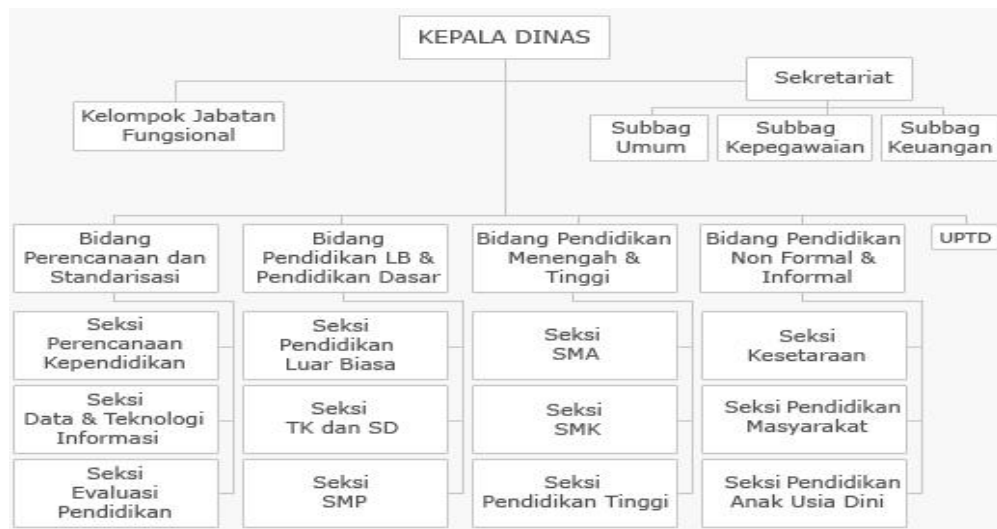 KEPALA DINAS
Sekretariat
Kelompok Jabatan
Fungsional
Subbag
Umum
Subbag
Kepegawaian
Subbag
Keuangan
Bidang
Perencanaan dan
Standarisasi
Bidang
Pendidikan LB &
Pendidikan Dasar
Bidang Pendidikan
Menengah &
Tinggi
Bidang Pendidikan
Non Formal &
Informal
UPTD
Seksi
Perencanaan
Kependidikan
Seksi
Pendidikan
Luar Biasa
Seksi
SMA
Seksi
Kesetaraan
Seksi
Data & Teknologi
Informasi
Seksi
TK dan SD
Seksi
SMK
Seksi Pendidikan
Masyarakat
Seksi
Evaluasi
Pendidikan
Seksi
SMP
Seksi
Pendidikan Tinggi
Seksi Pendidikan
Anak Usia Dini